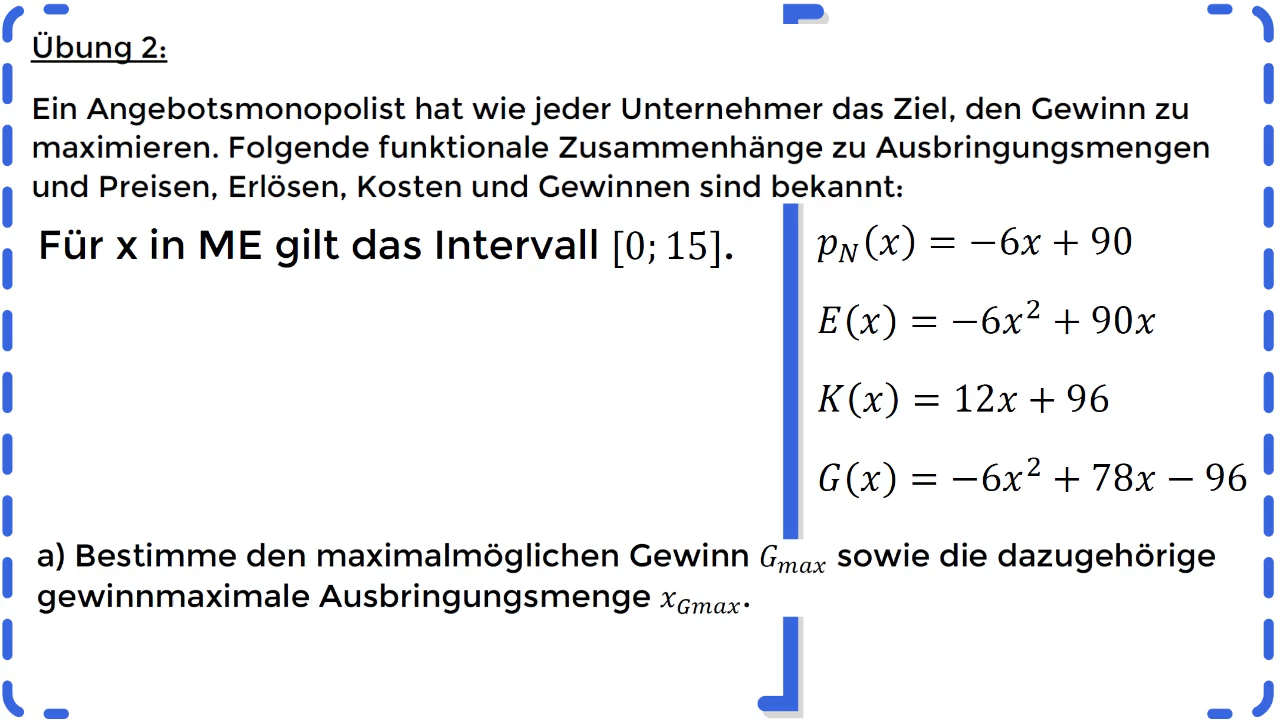 Übung 2:
Ein Angebotsmonopolist hat wie jeder Unternehmer das Ziel, den Gewinn zu
maximieren. Folgende funktionale Zusammenhänge zu Ausbringungsmengen
und Preisen, Erlösen, Kosten und Gewinnen sind bekannt:
Für x in ME gilt das Intervall [0; 15].
p_N(x) = −6x + 90
E(x) = −6x² + 90x
K(x) = 12x + 96
G(x) = −6x² + 78x − 96
a) Bestimme den maximalmöglichen Gewinn G_max sowie die dazugehörige
gewinnmaximale Ausbringungsmenge x_Gmax.